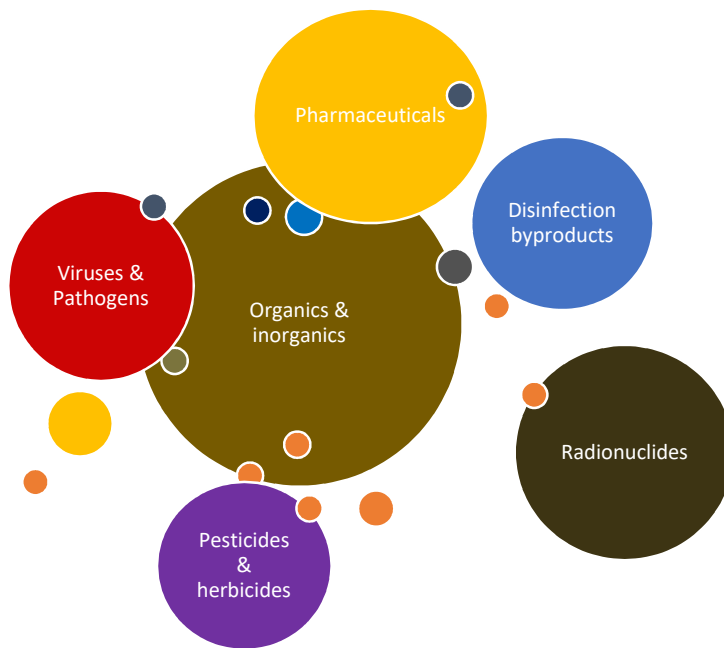 Pharmaceuticals
Disinfection
byproducts
Viruses &
Pathogens
Organics &
inorganics
Radionuclides
Pesticides
&
herbicides